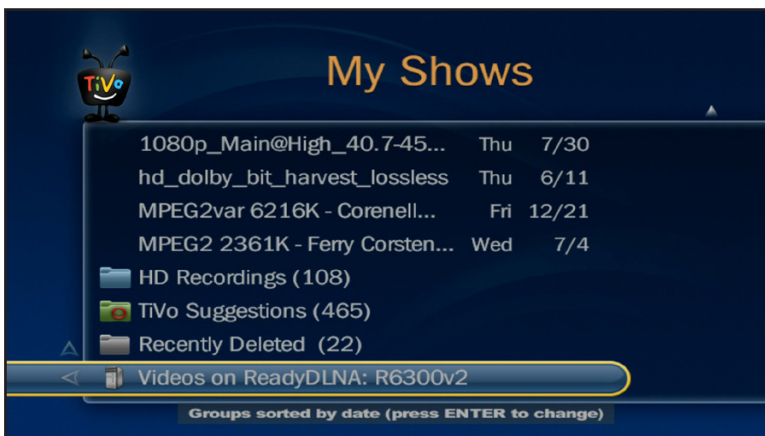 My Shows
TiVo
1080p_Main@High_40.7-45... Thu 7/30
hd_dolby_bit_harvest_lossless Thu 6/11
MPEG2var 6216K - Corenell... Fri 12/21
MPEG2 2361K - Ferry Corsten... Wed 7/4
HD Recordings (108)
TiVo Suggestions (465)
Recently Deleted (22)
Videos on ReadyDLNA: R6300v2
Groups sorted by date (press ENTER to change)